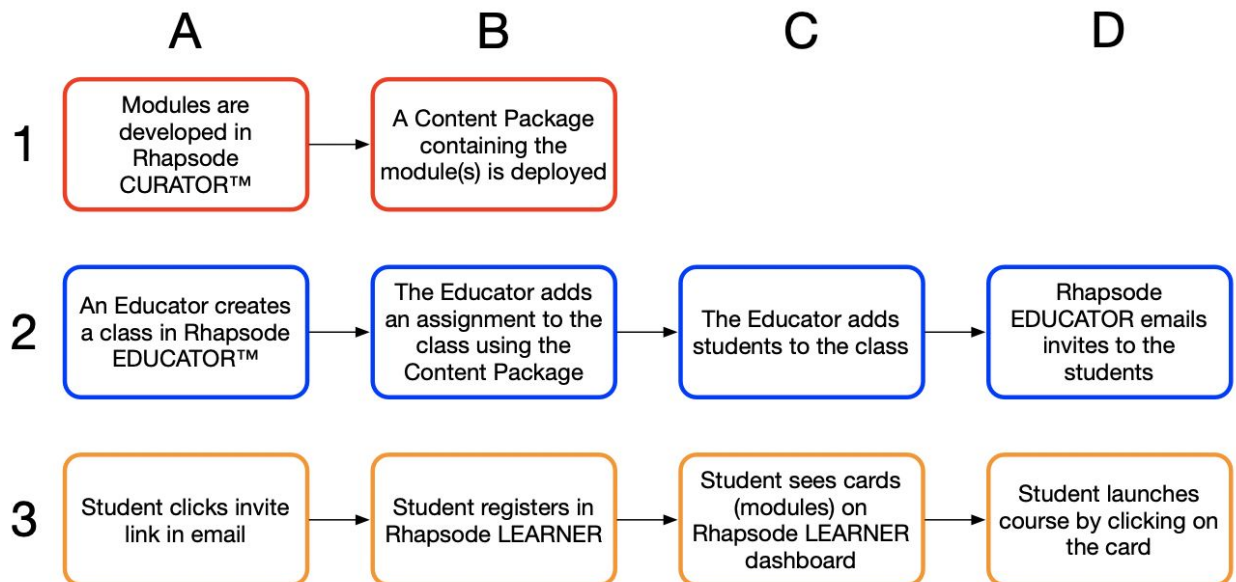 A B C D
1
Modules are
developed in
Rhapsode
CURATOR™
A Content Package
containing the
module(s) is deployed
2
An Educator creates
a class in Rhapsode
EDUCATOR™
The Educator adds
an assignment to the
class using the
Content Package
The Educator adds
students to the class
Rhapsode
EDUCATOR emails
invites to the
students
3
Student clicks invite
link in email
Student registers in
Rhapsode LEARNER
Student sees cards
(modules) on
Rhapsode LEARNER
dashboard
Student launches
course by clicking on
the card